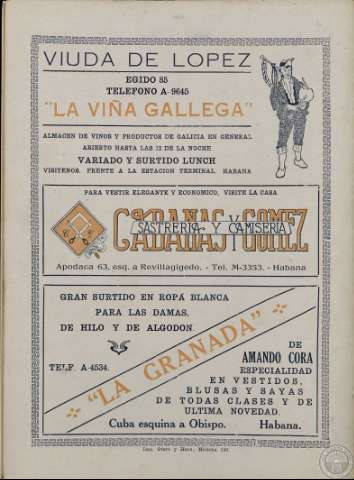 VIUDA DE LOPEZ
EGIDO 85
TELEFONO A-9645
"LA VIÑA GALLEGA"
ALMACEN DE VINOS Y PRODUCTOS DE GALICIA EN GENERAL
ABIERTO HASTA LAS 12 DE LA NOCHE
VARIADO Y SURTIDO LUNCH
VISITENOS. FRENTE A LA ESTACION TERMINAL HABANA
PARA VESTIR ELEGANTE Y ECONOMICO, VISITE LA CASA
CABANAS Y GOMEZ
SASTRERIA Y CAMISERIA
Apodaca 63, esq. a Revillagigedo. - Tel. M-3353. - Habana
GRAN SURTIDO EN ROPA BLANCA
PARA LAS DAMAS,
DE HILO Y DE ALGODON.
TELF. A-4534.
"LA GRANADA"
DE
AMANDO CORA
ESPECIALIDAD
EN VESTIDOS,
BLUSAS Y SAYAS
DE TODAS CLASES Y DE
ULTIMA NOVEDAD.
Cuba esquina a Obispo. Habana.